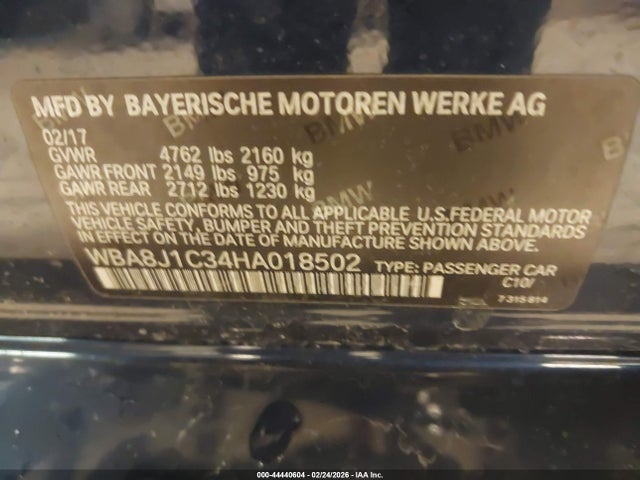 MFD BY BAYERISCHE MOTOREN WERKE AG
02/17
GVWR 4762 lbs 2160 kg
GAWR FRONT 2149 lbs 975 kg
GAWR REAR 2712 lbs 1230 kg
THIS VEHICLE CONFORMS TO ALL APPLICABLE U.S.FEDERAL MOTOR
VEHICLE SAFETY, BUMPER AND THEFT PREVENTION STANDARDS IN
EFFECT ON THE DATE OF MANUFACTURE SHOWN ABOVE.
WBA8J1C34HA018502 TYPE: PASSENGER CAR
C10/
7 315 814
000-44440604 - 02/24/2026 - IAA Inc.